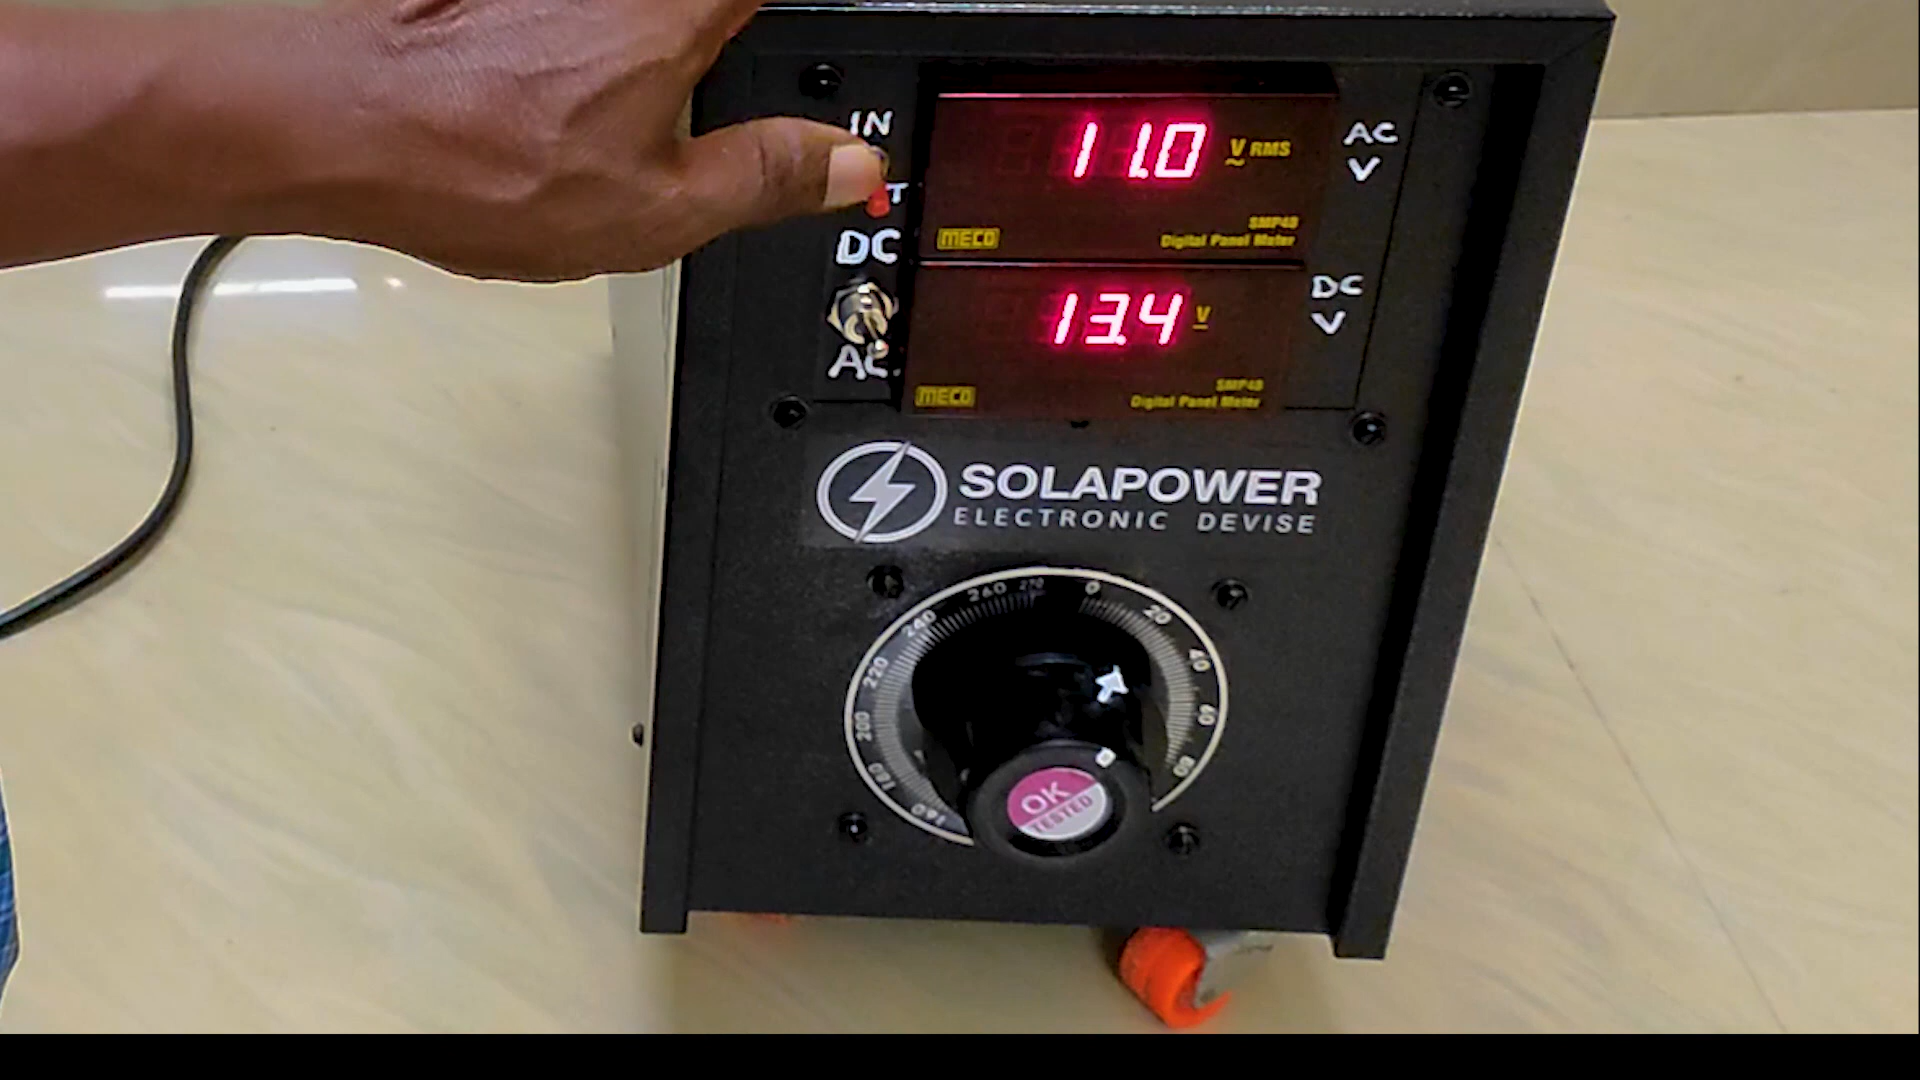 IN
DC
AC
11.0 V RMS
AC
V
MECO
SMP48
Digital Panel Meter
13.4 V
DC
V
MECO
SMP48
Digital Panel Meter
SOLAPOWER
ELECTRONIC DEVISE
0
20
40
60
80
160
180
200
220
240
260
270
OK
TESTED